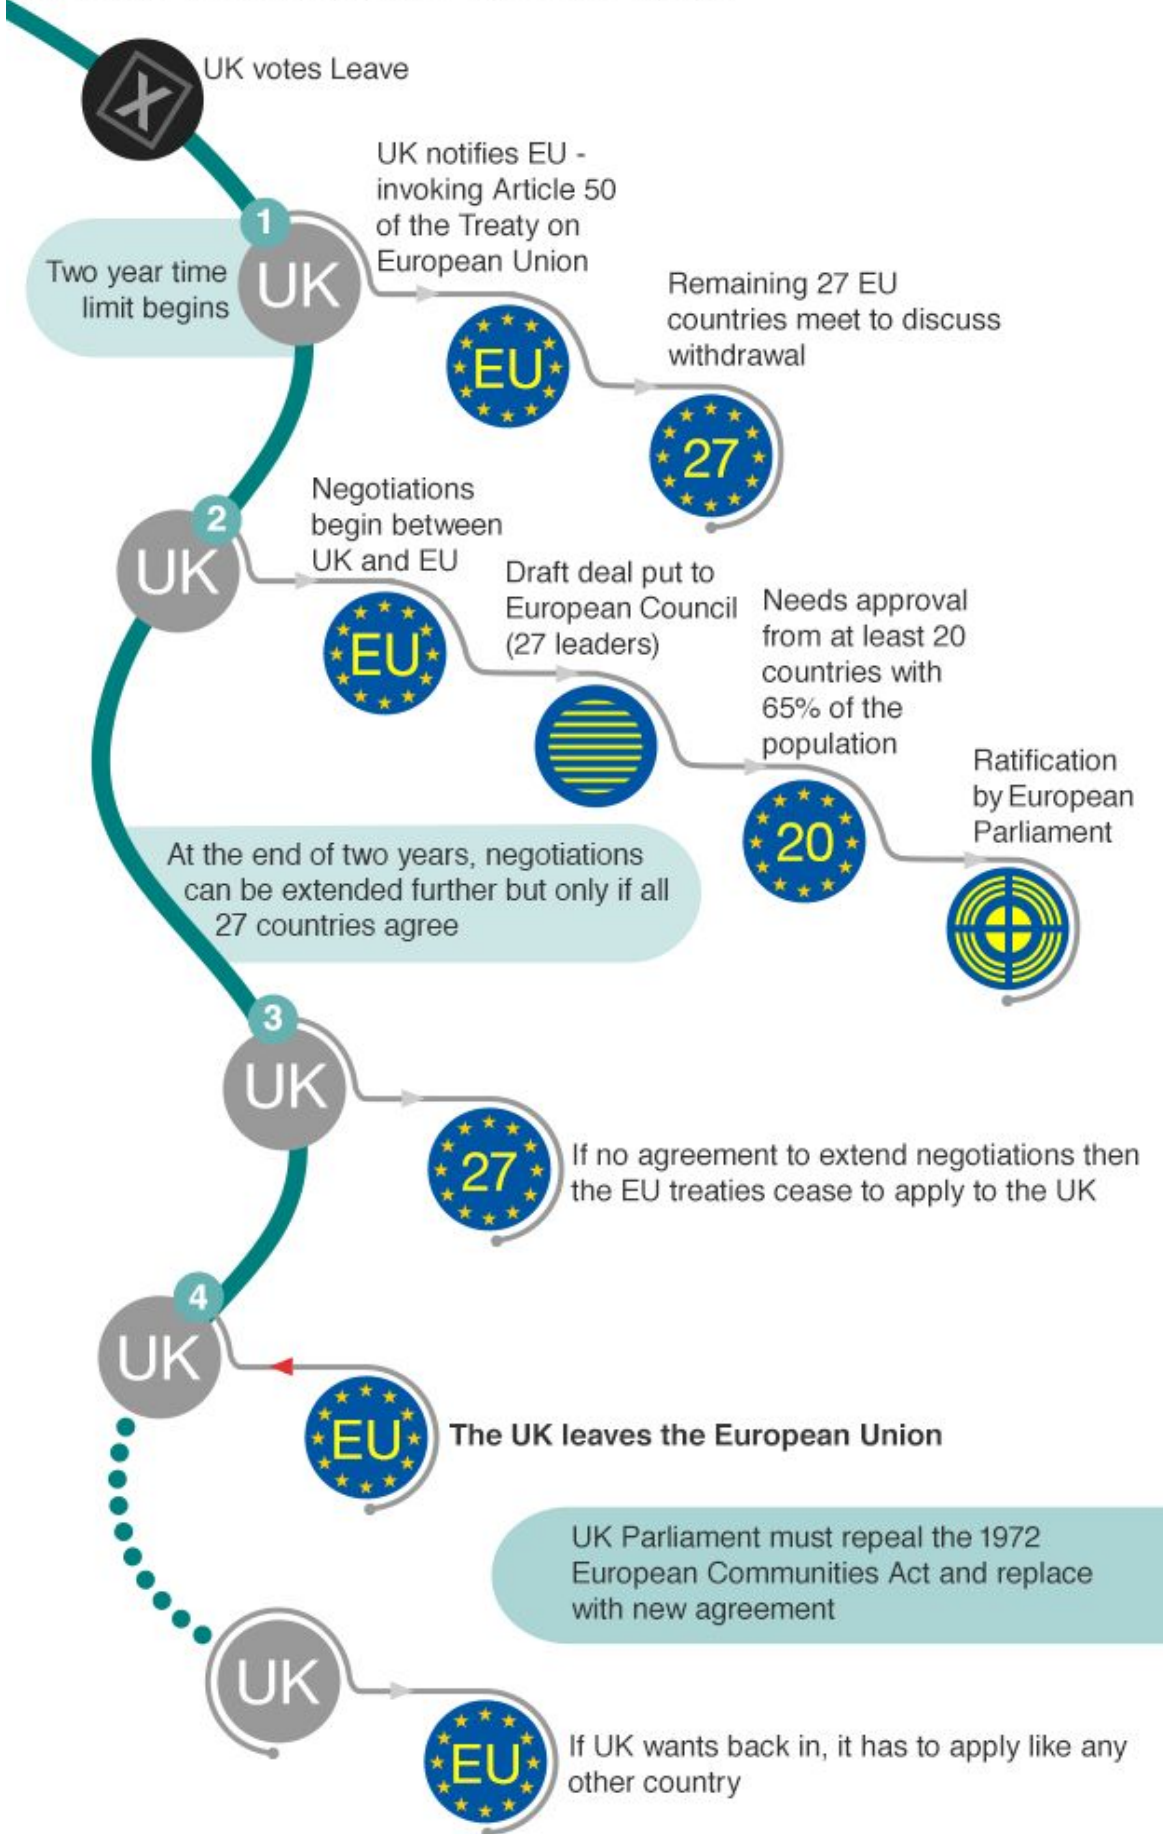 UK votes Leave
UK notifies EU -
invoking Article 50
of the Treaty on
European Union
1
UK
Two year time
limit begins
EU
Remaining 27 EU
countries meet to discuss
withdrawal
27
2
UK
Negotiations
begin between
UK and EU
EU
Draft deal put to
European Council
(27 leaders)
Needs approval
from at least 20
countries with
65% of the
population
20
Ratification
by European
Parliament
At the end of two years, negotiations
can be extended further but only if all
27 countries agree
3
UK
27
If no agreement to extend negotiations then
the EU treaties cease to apply to the UK
4
UK
EU
The UK leaves the European Union
UK Parliament must repeal the 1972
European Communities Act and replace
with new agreement
UK
EU
If UK wants back in, it has to apply like any
other country